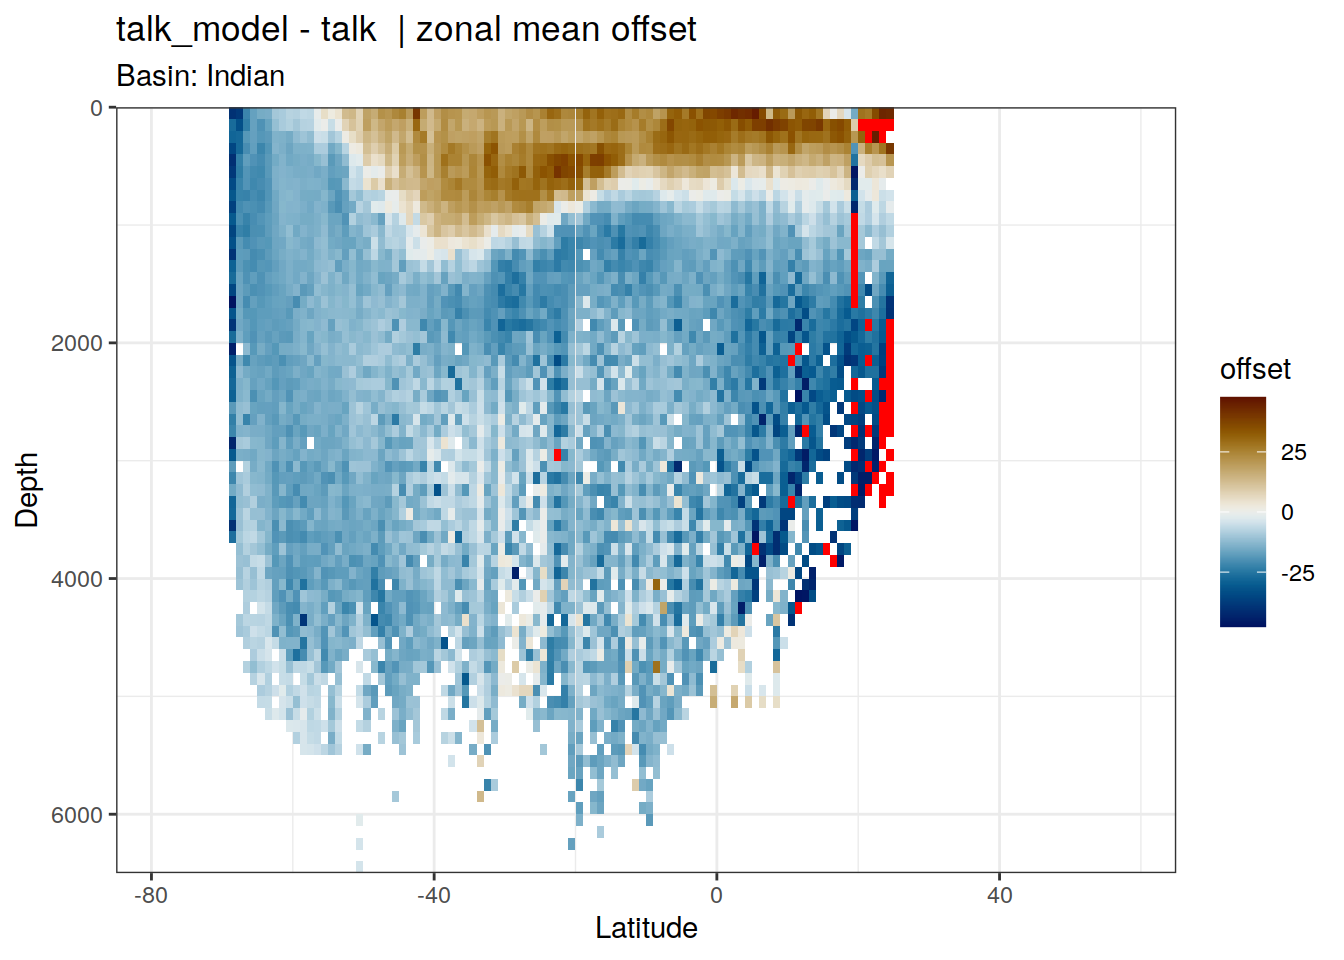 talk_model - talk  | zonal mean offset
Basin: Indian
0
2000
4000
6000
Depth
-80
-40
0
40
Latitude
offset
25
0
-25